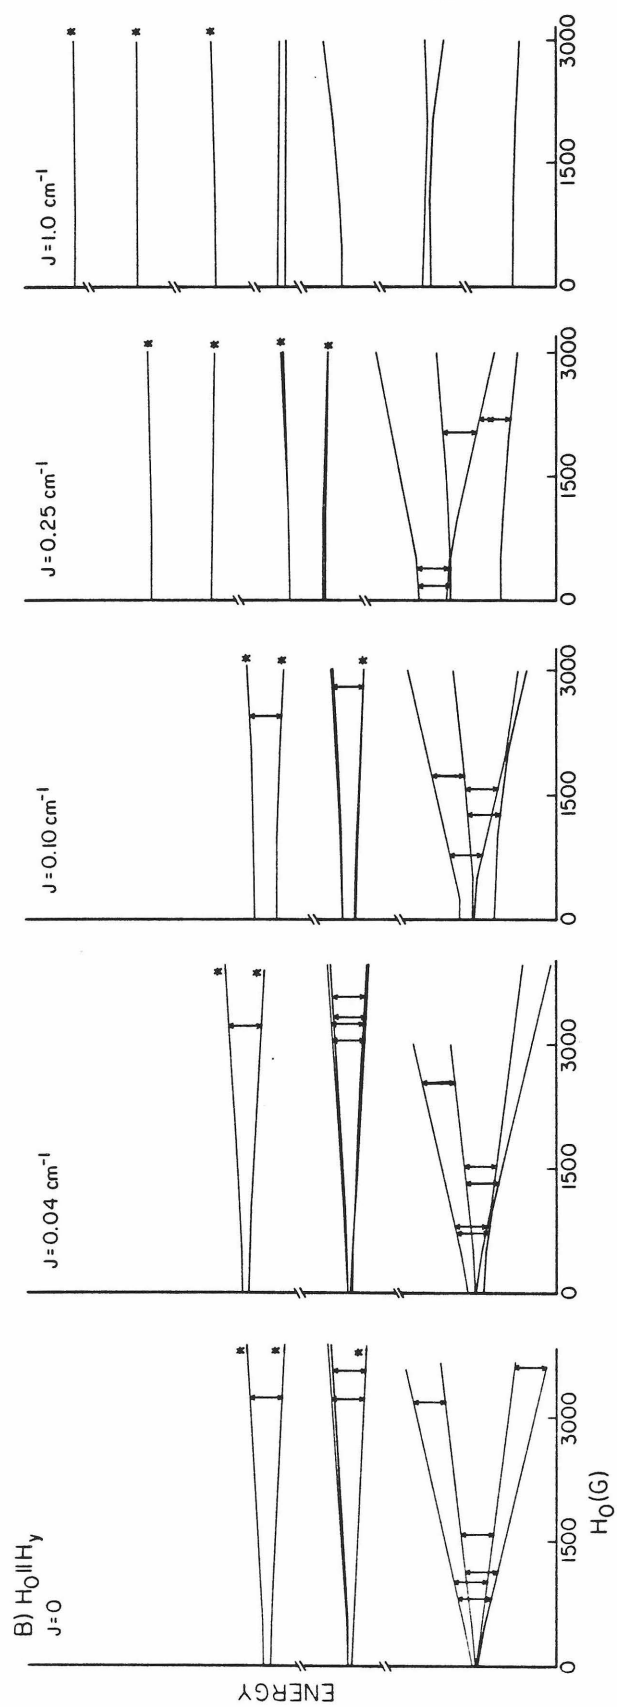 B) H₀∥Hy
J=0
J=0.04 cm⁻¹
J=0.10 cm⁻¹
J=0.25 cm⁻¹
J=1.0 cm⁻¹
* * *
* * * *
* * *
* *
* * *
ENERGY
0 1500 3000
0 1500 3000
0 1500 3000
0 1500 3000
0 1500 3000
H₀(G)